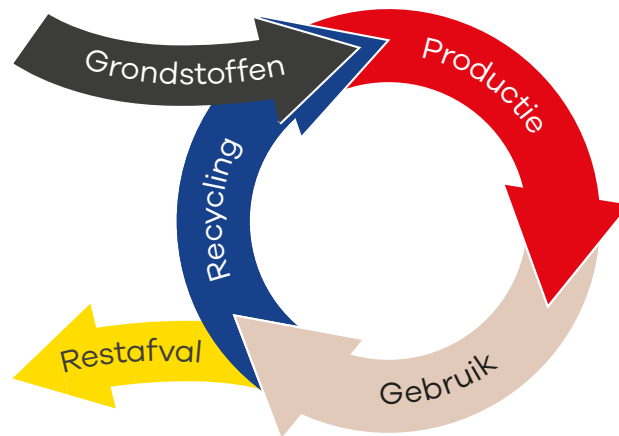 Grondstoffen
Productie
Recycling
Restafval
Gebruik